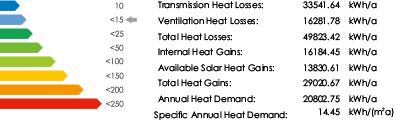 10 Transmission Heat Losses: 33541.64 kWh/a
<15 Ventilation Heat Losses: 16281.78 kWh/a
<25 Total Heat Losses: 49823.42 kWh/a
<50 Internal Heat Gains: 16184.45 kWh/a
<100 Available Solar Heat Gains: 13830.61 kWh/a
<150 Total Heat Gains: 29020.67 kWh/a
<200 Annual Heat Demand: 20802.75 kWh/a
<250 Specific Annual Heat Demand: 14.45 kWh/(m²a)